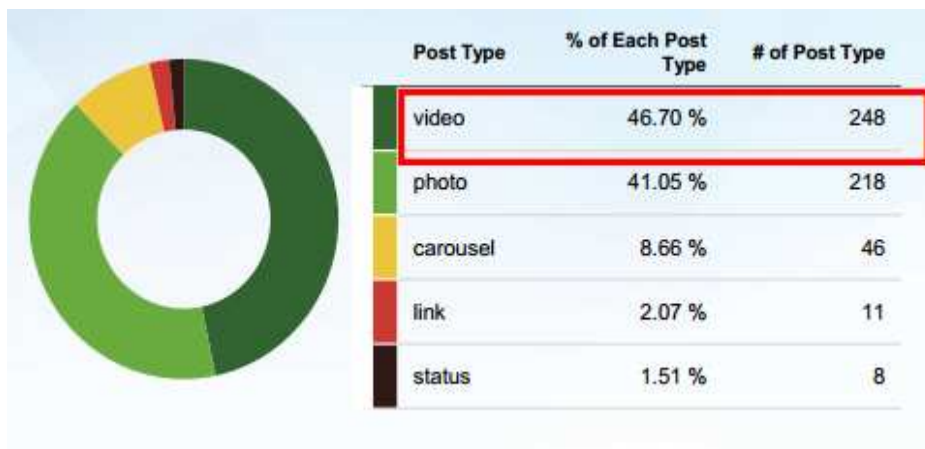 Post Type % of Each Post Type # of Post Type
video 46.70 % 248
photo 41.05 % 218
carousel 8.66 % 46
link 2.07 % 11
status 1.51 % 8